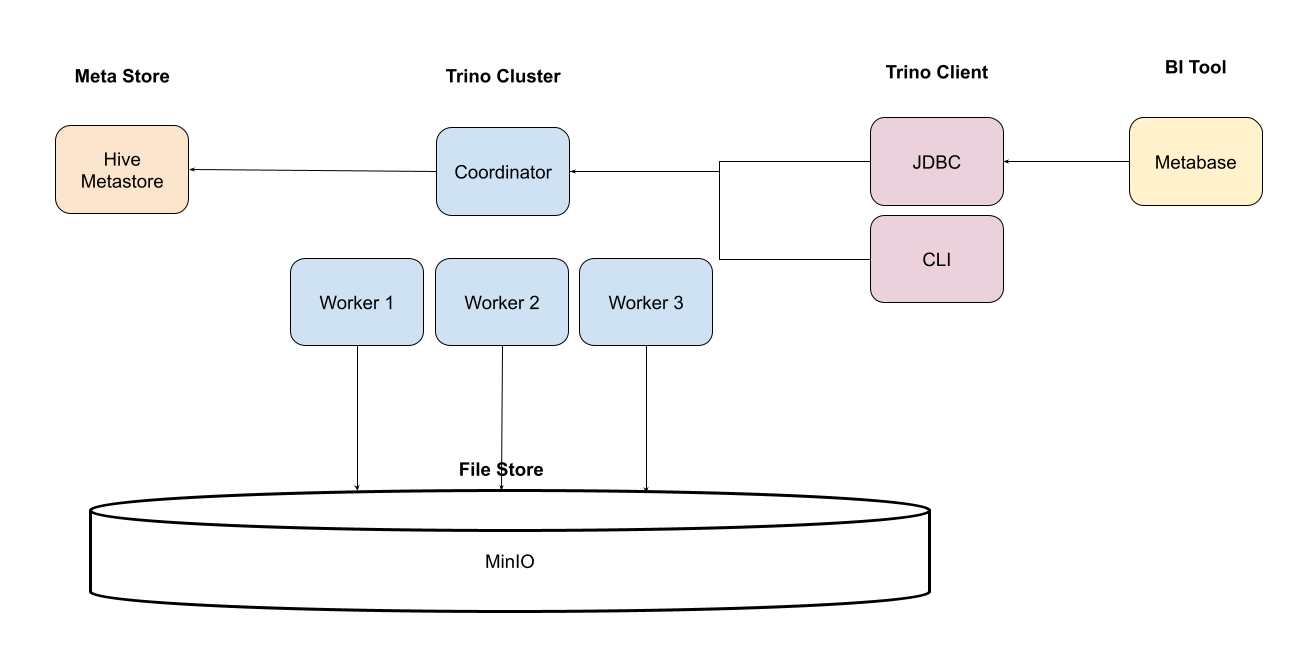 Meta Store
Trino Cluster
Trino Client
BI Tool
Hive
Metastore
Coordinator
JDBC
Metabase
CLI
Worker 1
Worker 2
Worker 3
File Store
MinIO